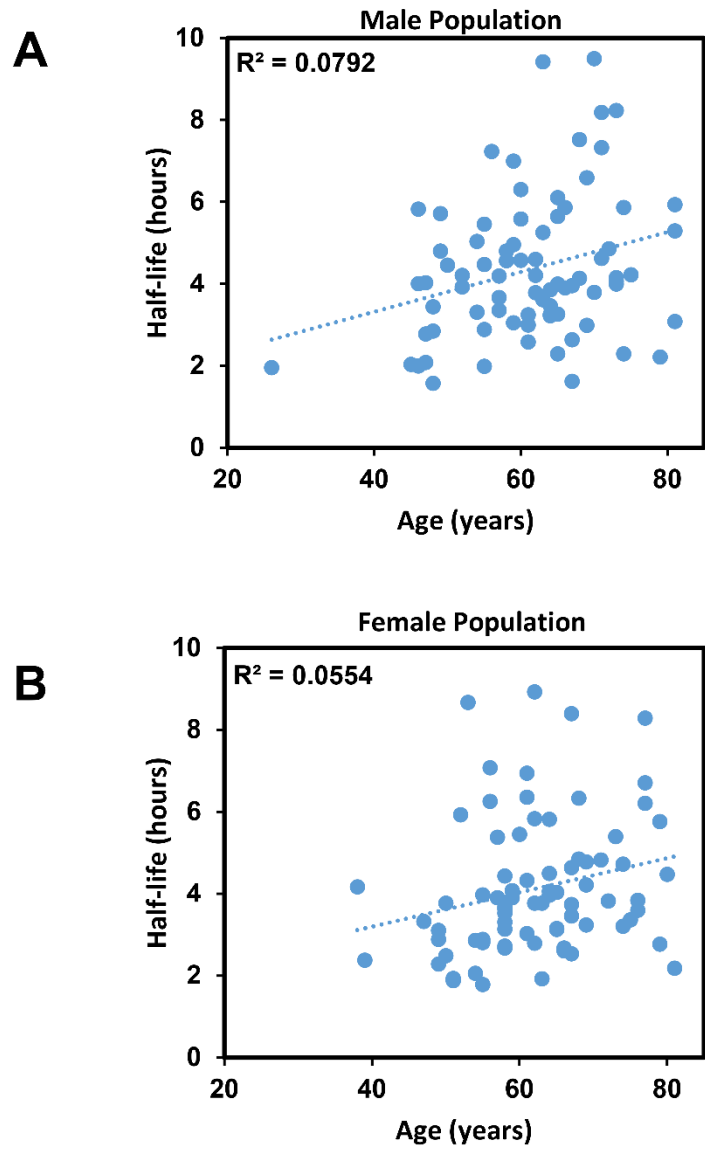 A
Male Population
R² = 0.0792
10
8
6
4
2
0
Half-life (hours)
20 40 60 80
Age (years)
B
Female Population
R² = 0.0554
10
8
6
4
2
0
Half-life (hours)
20 40 60 80
Age (years)